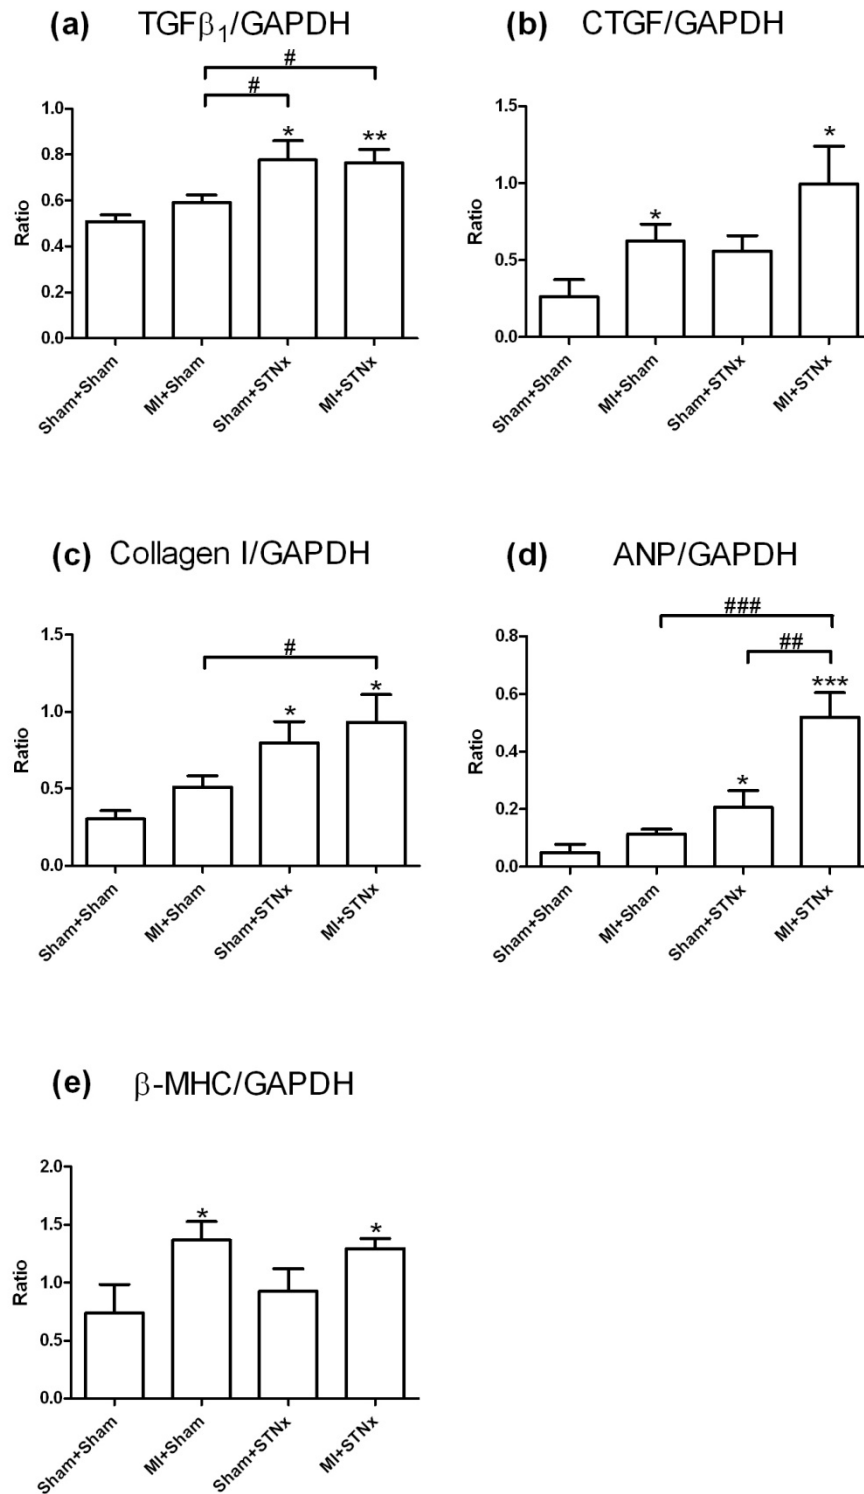 (a) TGFβ1/GAPDH
#
#
* **
1.0
0.8
0.6
0.4
0.2
0.0
Ratio
Sham+Sham MI+Sham Sham+STNx MI+STNx
(b) CTGF/GAPDH
* *
1.5
1.0
0.5
0.0
Ratio
Sham+Sham MI+Sham Sham+STNx MI+STNx
(c) Collagen I/GAPDH
#
* *
1.5
1.0
0.5
0.0
Ratio
Sham+Sham MI+Sham Sham+STNx MI+STNx
(d) ANP/GAPDH
###
##
* ***
0.8
0.6
0.4
0.2
0.0
Ratio
Sham+Sham MI+Sham Sham+STNx MI+STNx
(e) β-MHC/GAPDH
* *
2.0
1.5
1.0
0.5
0.0
Ratio
Sham+Sham MI+Sham Sham+STNx MI+STNx